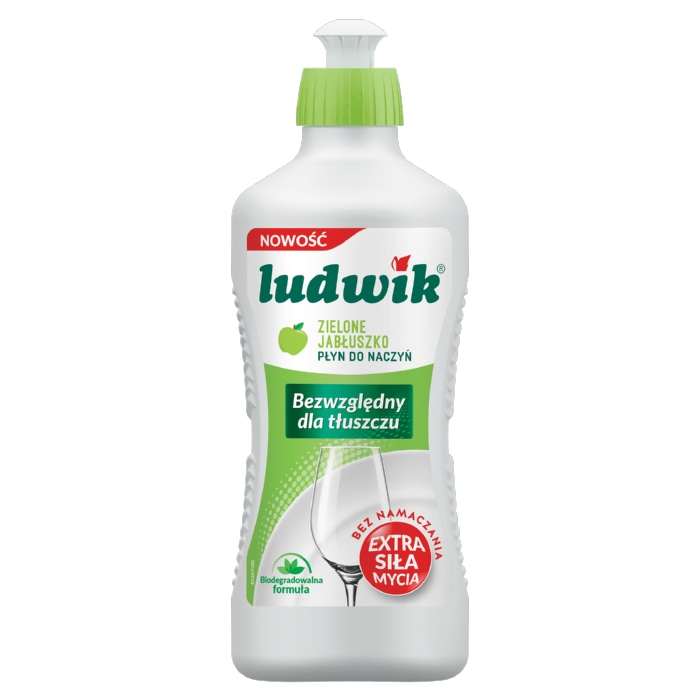 NOWOŚĆ
ludwik®
ZIELONE
JABŁUSZKO
PŁYN DO NACZYŃ
Bezwzględny
dla tłuszczu
BEZ NAMACZANIA
EXTRA
SIŁA
MYCIA
Biodegradowalna
formuła